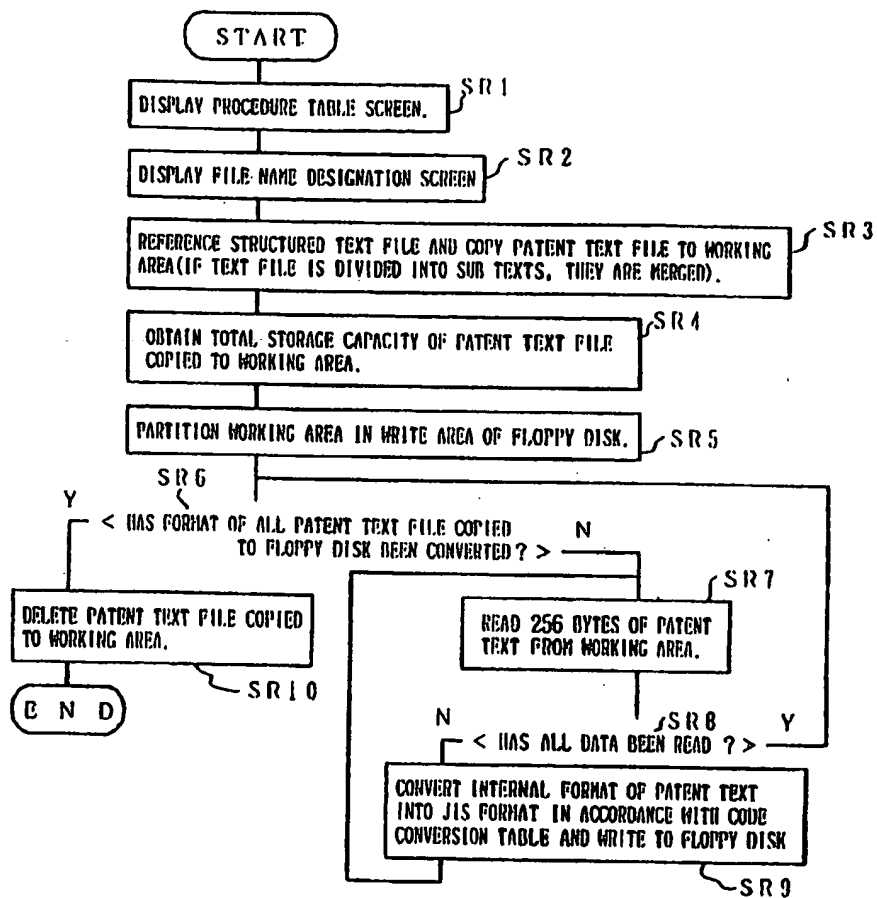 START
SR1
DISPLAY PROCEDURE TABLE SCREEN.
SR2
DISPLAY FILE NAME DESIGNATION SCREEN
SR3
REFERENCE STRUCTURED TEXT FILE AND COPY PATENT TEXT FILE TO WORKING
AREA(IF TEXT FILE IS DIVIDED INTO SUB TEXTS, THEY ARE MERGED).
SR4
OBTAIN TOTAL STORAGE CAPACITY OF PATENT TEXT FILE
COPIED TO WORKING AREA.
PARTITION WORKING AREA IN WRITE AREA OF FLOPPY DISK.
SR5
SR6
Y
< HAS FORMAT OF ALL PATENT TEXT FILE COPIED
TO FLOPPY DISK BEEN CONVERTED? >
N
SR7
READ 256 BYTES OF PATENT
TEXT FROM WORKING AREA.
DELETE PATENT TEXT FILE COPIED
TO WORKING AREA.
SR10
END
SR8
N
< HAS ALL DATA BEEN READ ? >
Y
CONVERT INTERNAL FORMAT OF PATENT TEXT
INTO JIS FORMAT IN ACCORDANCE WITH CODE
CONVERSION TABLE AND WRITE TO FLOPPY DISK
SR9